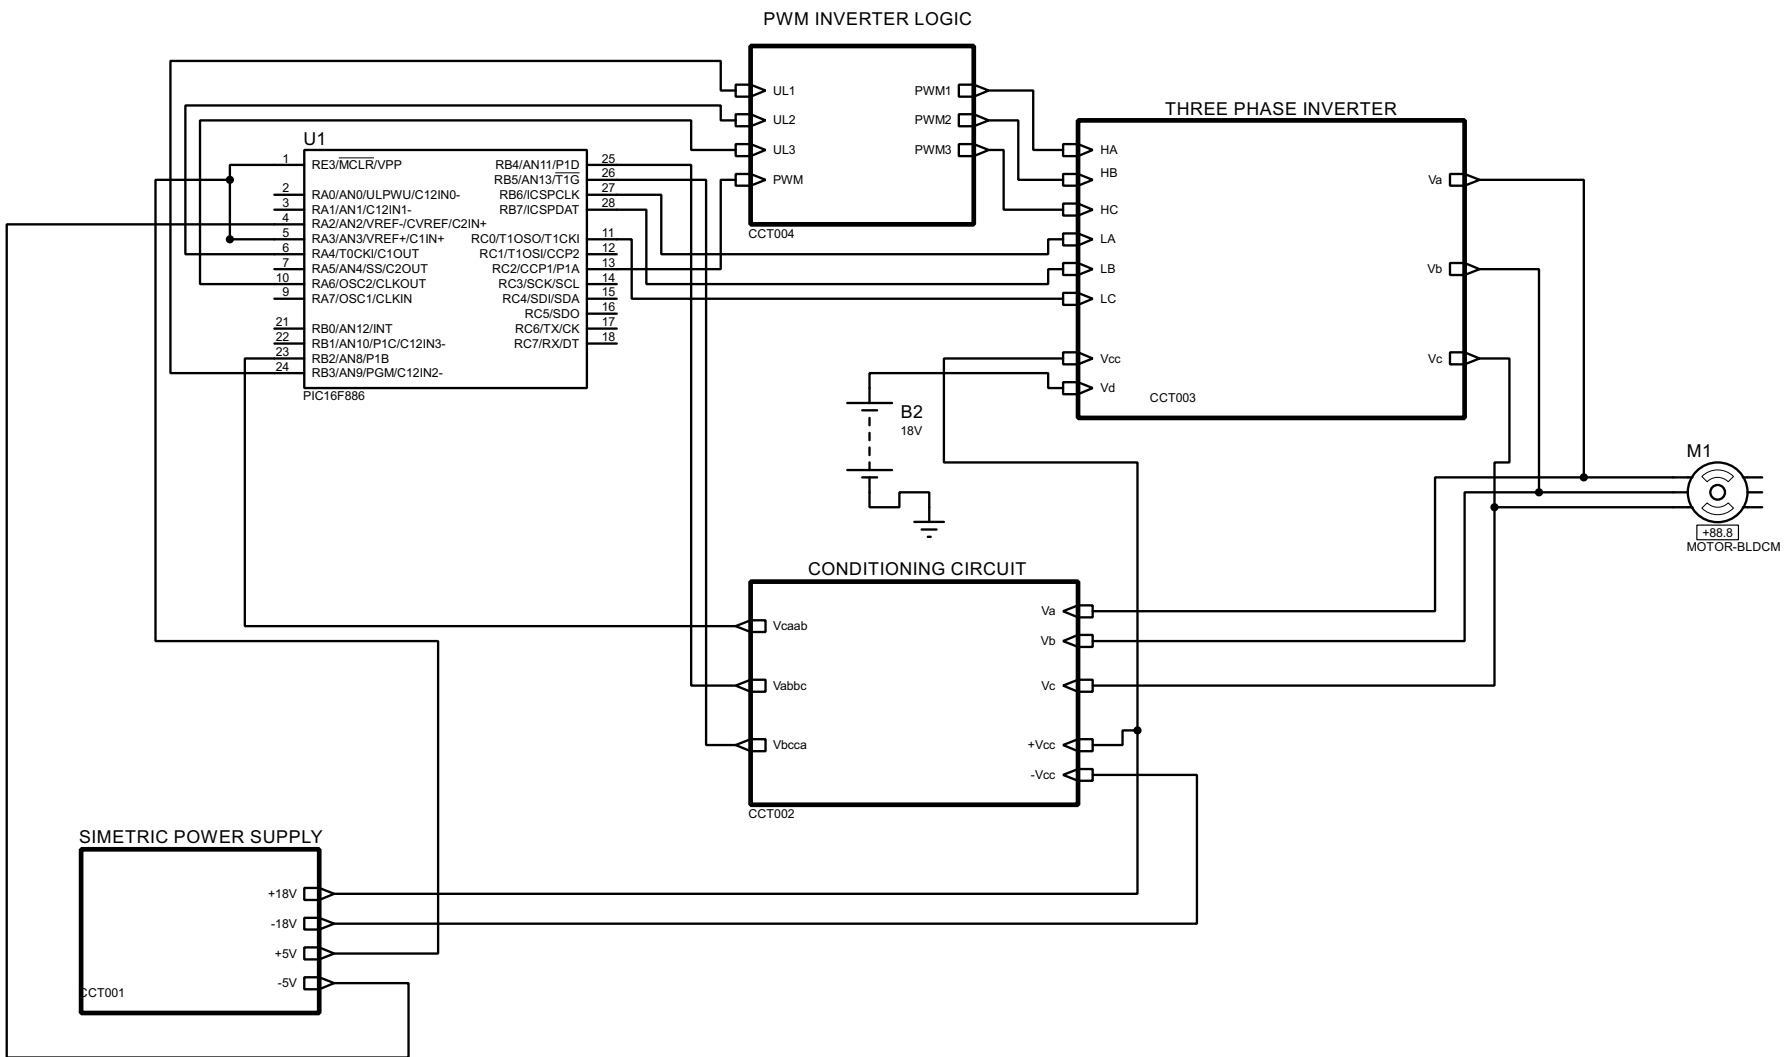 PWM INVERTER LOGIC
UL1
UL2
UL3
PWM
PWM1
PWM2
PWM3
CCT004
THREE PHASE INVERTER
HA
HB
HC
LA
LB
LC
Vcc
Vd
Va
Vb
Vc
CCT003
U1
1 RE3/MCLR/VPP
2 RA0/AN0/ULPWU/C12IN0-
3 RA1/AN1/C12IN1-
4 RA2/AN2/VREF-/CVREF/C2IN+
5 RA3/AN3/VREF+/C1IN+
6 RA4/T0CKI/C1OUT
7 RA5/AN4/SS/C2OUT
10 RA6/OSC2/CLKOUT
9 RA7/OSC1/CLKIN
21 RB0/AN12/INT
22 RB1/AN10/P1C/C12IN3-
23 RB2/AN8/P1B
24 RB3/AN9/PGM/C12IN2-
RB4/AN11/P1D 25
RB5/AN13/T1G 26
RB6/ICSPCLK 27
RB7/ICSPDAT 28
RC0/T1OSO/T1CKI 11
RC1/T1OSI/CCP2 12
RC2/CCP1/P1A 13
RC3/SCK/SCL 14
RC4/SDI/SDA 15
RC5/SDO 16
RC6/TX/CK 17
RC7/RX/DT 18
PIC16F886
B2
18V
M1
+88.8
MOTOR-BLDCM
CONDITIONING CIRCUIT
Vcaab
Vabbc
Vbcca
Va
Vb
Vc
+Vcc
-Vcc
CCT002
SIMETRIC POWER SUPPLY
+18V
-18V
+5V
-5V
CCT001